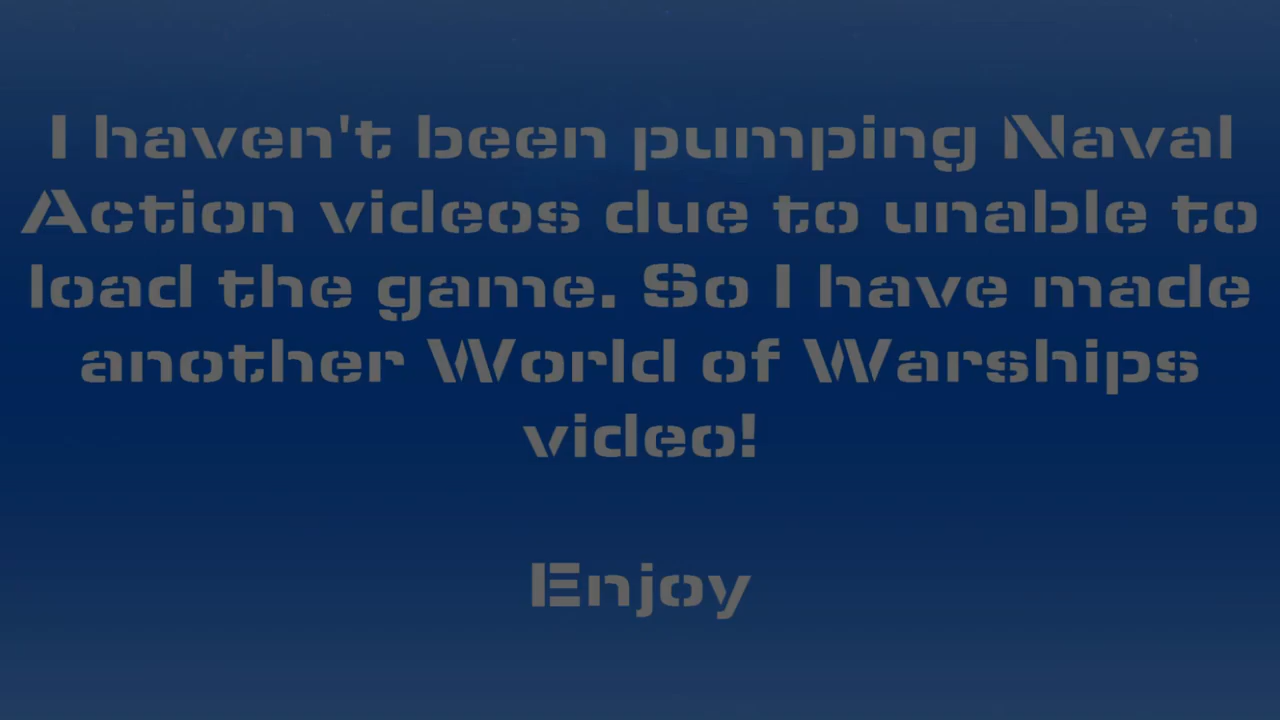 I haven't been pumping Naval
Action videos due to unable to
load the game. So I have made
another World of Warships
video!
Enjoy